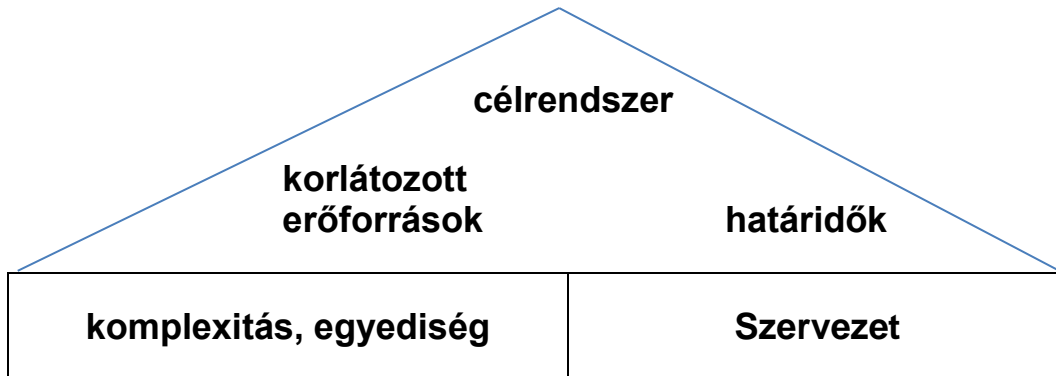 célrendszer
korlátozott
erőforrások
határidők
komplexitás, egyediség
Szervezet